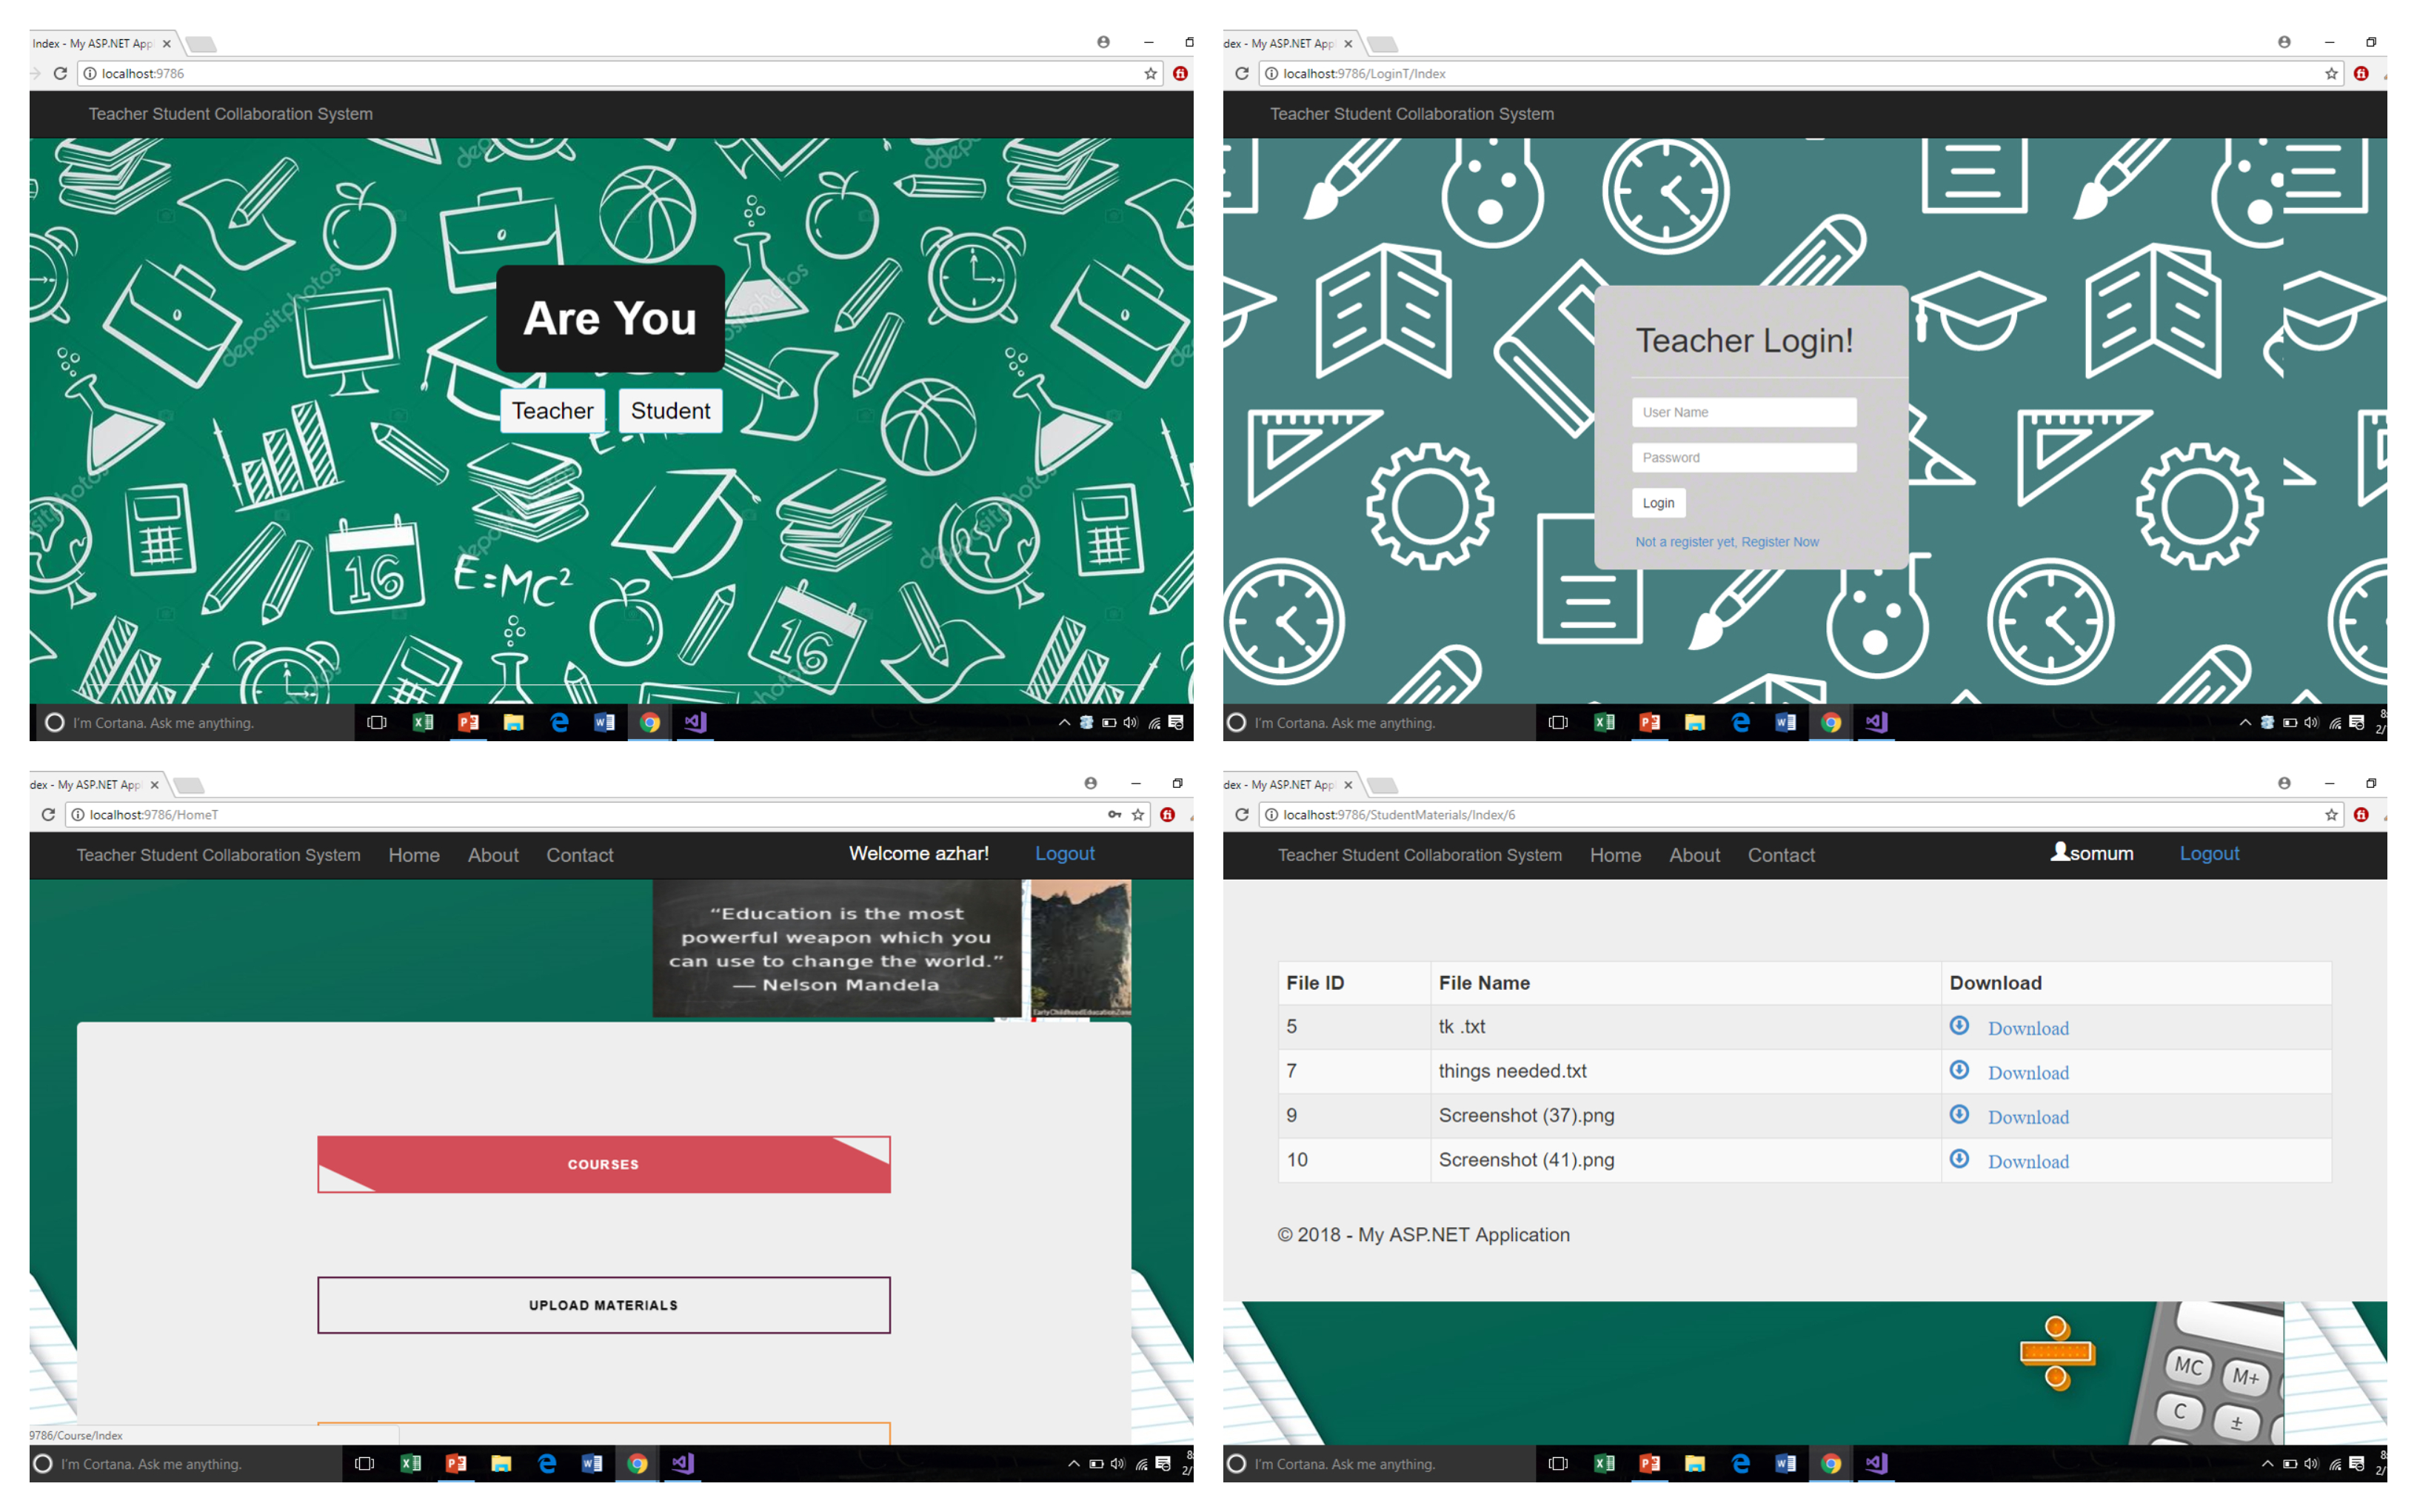 Index - My ASP.NET App
localhost:9786
Teacher Student Collaboration System
depositphotos
Are You
Teacher Student
16
E=MC²
16
I'm Cortana. Ask me anything.
dex - My ASP.NET App
localhost:9786/LoginT/Index
Teacher Student Collaboration System
Teacher Login!
User Name
Password
Login
Not a register yet, Register Now
I'm Cortana. Ask me anything.
dex - My ASP.NET App
localhost:9786/HomeT
Teacher Student Collaboration System Home About Contact Welcome azhar! Logout
“Education is the most
powerful weapon which you
can use to change the world.”
— Nelson Mandela
EarlyChildhoodEducationZone
COURSES
UPLOAD MATERIALS
9786/Course/Index
I'm Cortana. Ask me anything.
dex - My ASP.NET App
localhost:9786/StudentMaterials/Index/6
Teacher Student Collaboration System Home About Contact somum Logout
File ID File Name Download
5 tk .txt Download
7 things needed.txt Download
9 Screenshot (37).png Download
10 Screenshot (41).png Download
© 2018 - My ASP.NET Application
MC M+
C ±
I'm Cortana. Ask me anything.